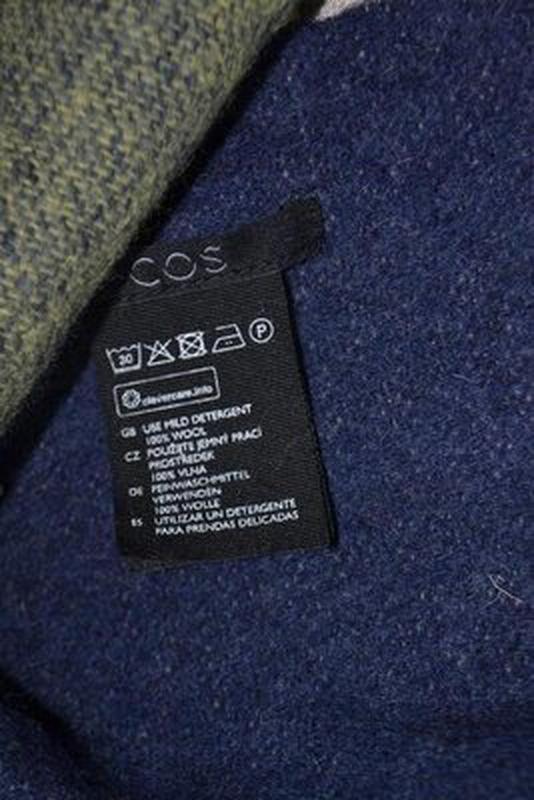 COS
30
P
clevercare.info
GB USE MILD DETERGENT
100% WOOL
CZ POUŽIJTE JEMNÝ PRACÍ
PROSTŘEDEK
100% VLNA
DE FEINWASCHMITTEL
VERWENDEN
100% WOLLE
ES UTILIZAR UN DETERGENTE
PARA PRENDAS DELICADAS